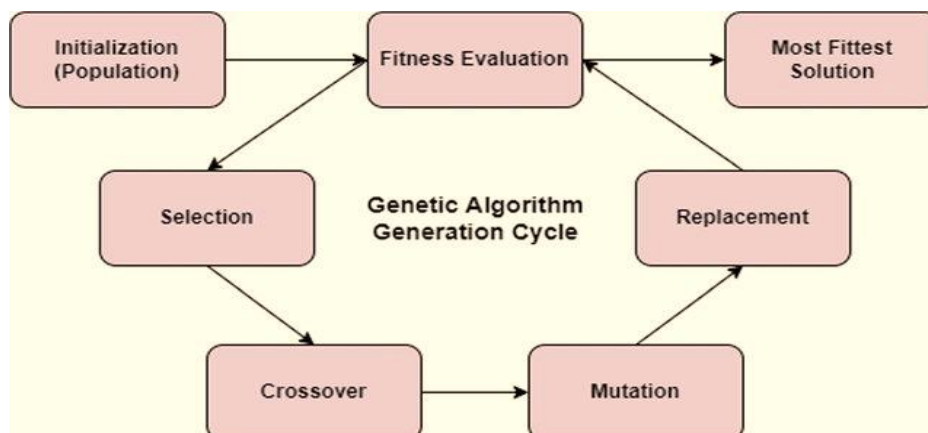 Initialization
(Population)
Fitness Evaluation
Most Fittest
Solution
Selection
Genetic Algorithm
Generation Cycle
Replacement
Crossover
Mutation